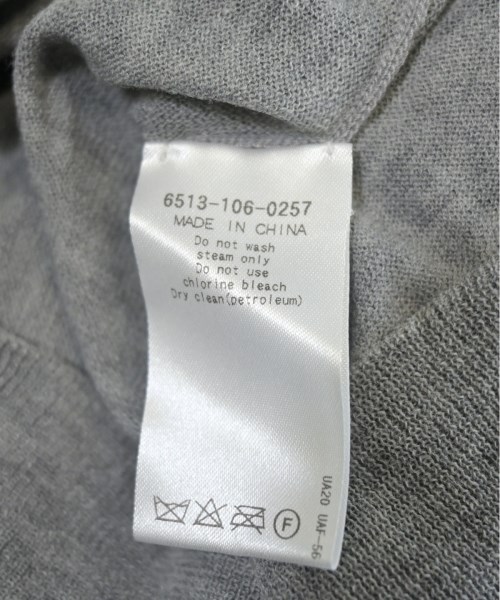 6513-106-0257
MADE IN CHINA
Do not wash
steam only
Do not use
chlorine bleach
Dry clean(petroleum)
F
UA20 UAF-56